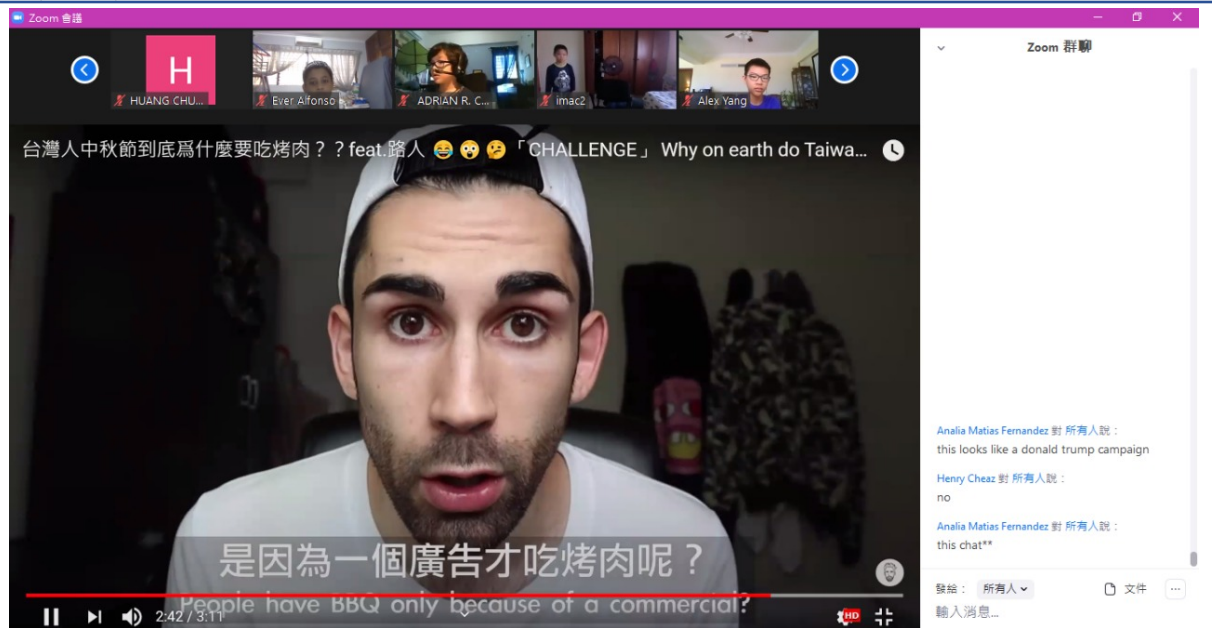 Zoom 會議
H
HUANG CHU...
Ever Alfonso
ADRIAN R. C...
imac2
Alex Yang
台灣人中秋節到底爲什麼要吃烤肉？？feat.路人 😂😲🤔「CHALLENGE」 Why on earth do Taiwa...
是因為一個廣告才吃烤肉呢？
People have BBQ only because of a commercial?
2:42 / 3:11
HD
Zoom 群聊
Analia Matias Fernandez 對 所有人說：
this looks like a donald trump campaign
Henry Cheaz 對 所有人說：
no
Analia Matias Fernandez 對 所有人說：
this chat**
發給： 所有人
文件
...
輸入消息...